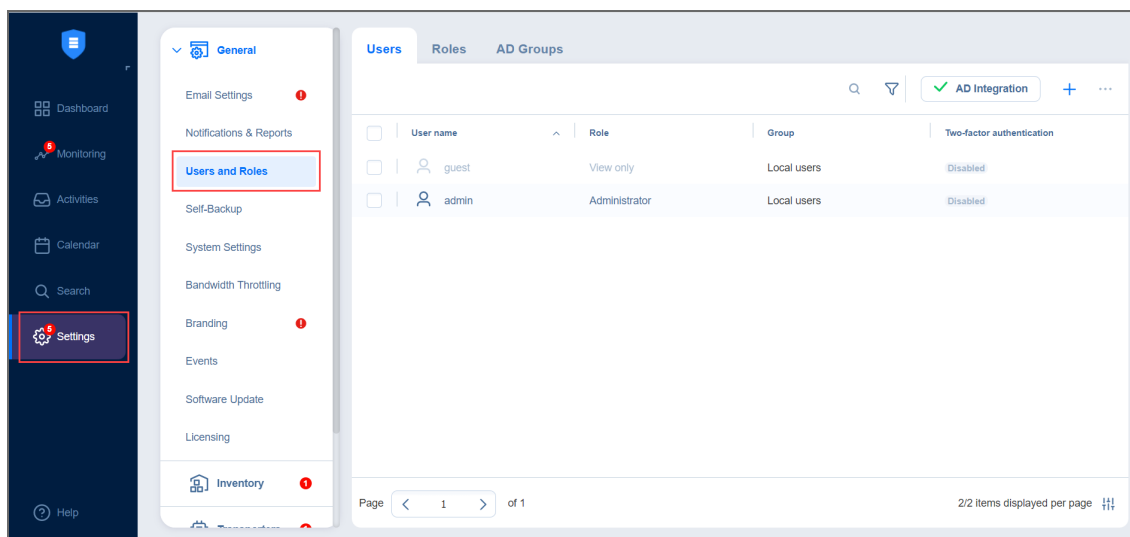 Dashboard
5
Monitoring
Activities
Calendar
Search
5
Settings
Help
General
Email Settings !
Notifications & Reports
Users and Roles
Self-Backup
System Settings
Bandwidth Throttling
Branding !
Events
Software Update
Licensing
Inventory 1
Users Roles AD Groups
AD Integration + ...
User name Role Group Two-factor authentication
guest View only Local users Disabled
admin Administrator Local users Disabled
Page < 1 > of 1 2/2 items displayed per page